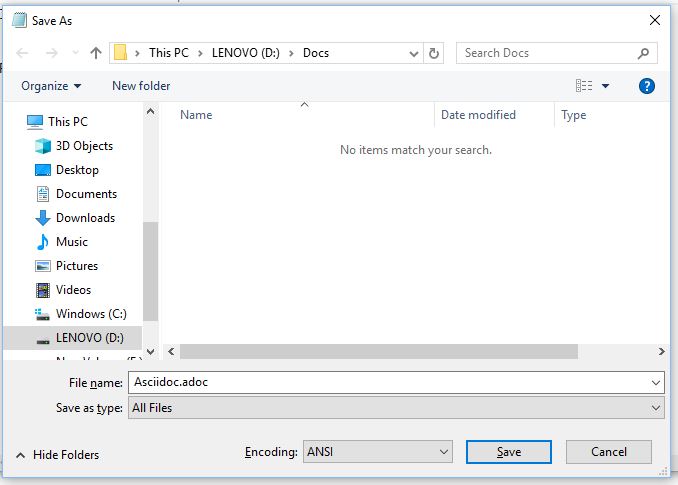 Save As
This PC
LENOVO (D:)
Docs
Search Docs
Organize
New folder
?
Name
Date modified
Type
No items match your search.
This PC
3D Objects
Desktop
Documents
Downloads
Music
Pictures
Videos
Windows (C:)
LENOVO (D:)
File name: Asciidoc.adoc
Save as type: All Files
Hide Folders
Encoding: ANSI
Save
Cancel